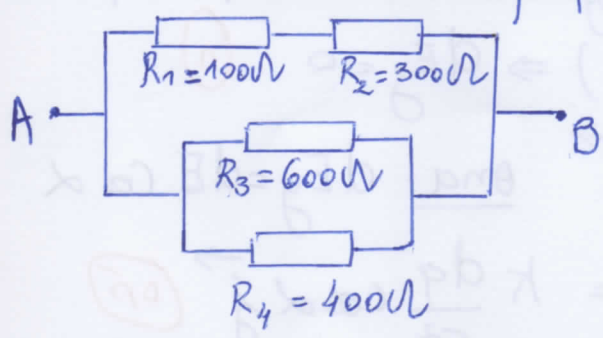 R1 = 100Ω
R2 = 300Ω
A
B
R3 = 600Ω
R4 = 400Ω